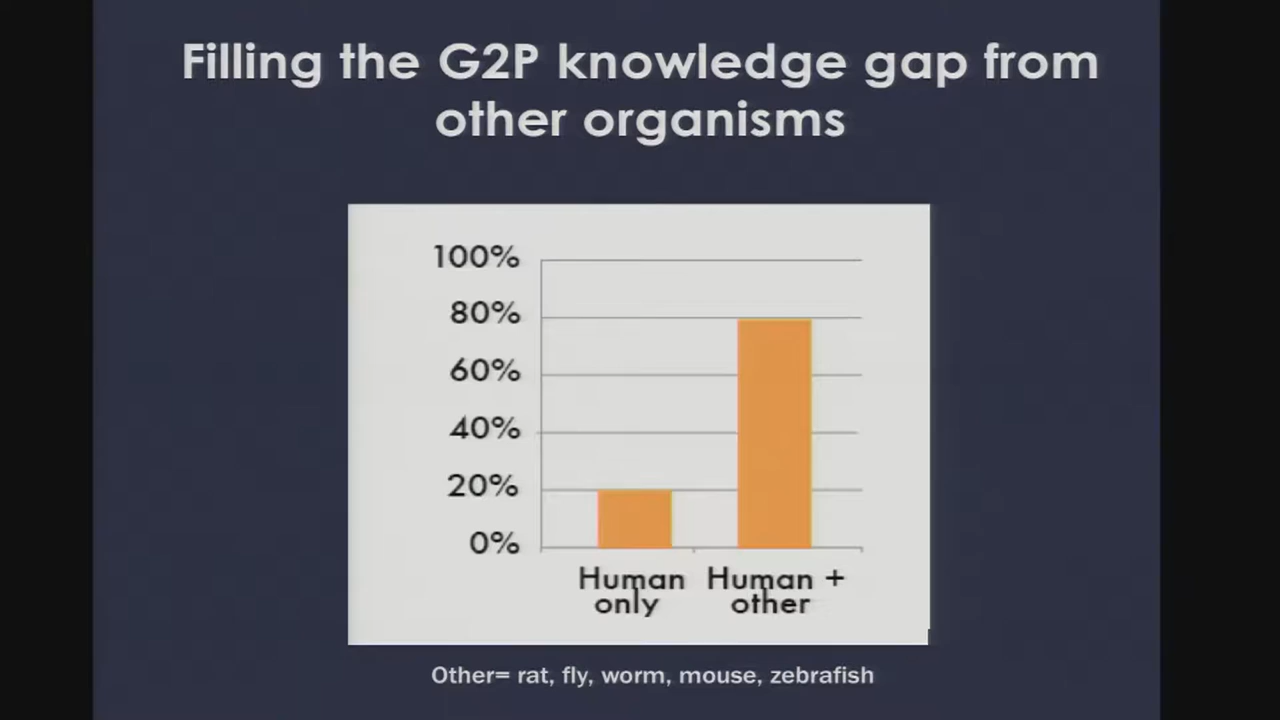 Filling the G2P knowledge gap from
other organisms
100%
80%
60%
40%
20%
0%
Human only
Human + other
Other= rat, fly, worm, mouse, zebrafish